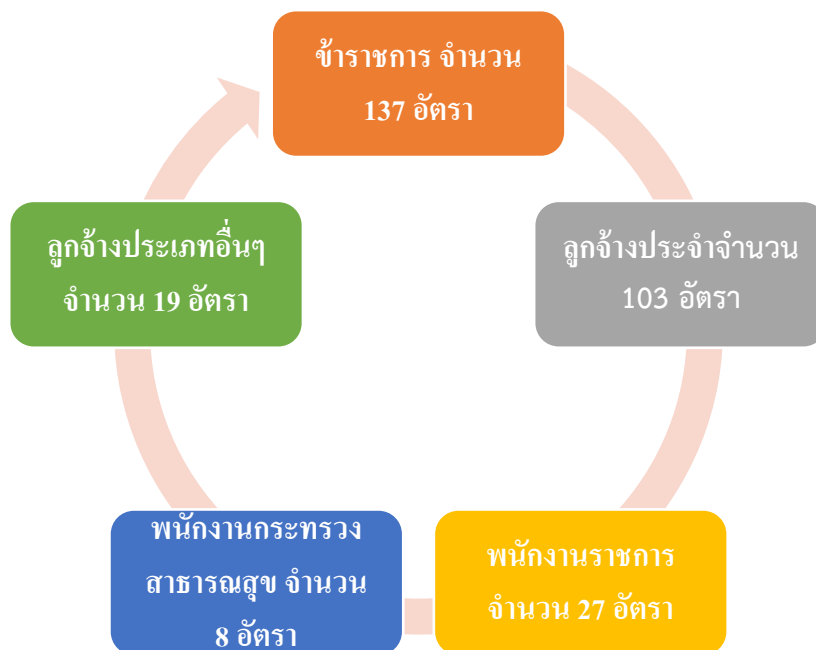 ข้าราชการ จำนวน
137 อัตรา
ลูกจ้างประจำจำนวน
103 อัตรา
พนักงานราชการ
จำนวน 27 อัตรา
พนักงานกระทรวง
สาธารณสุข จำนวน
8 อัตรา
ลูกจ้างประเภทอื่นๆ
จำนวน 19 อัตรา